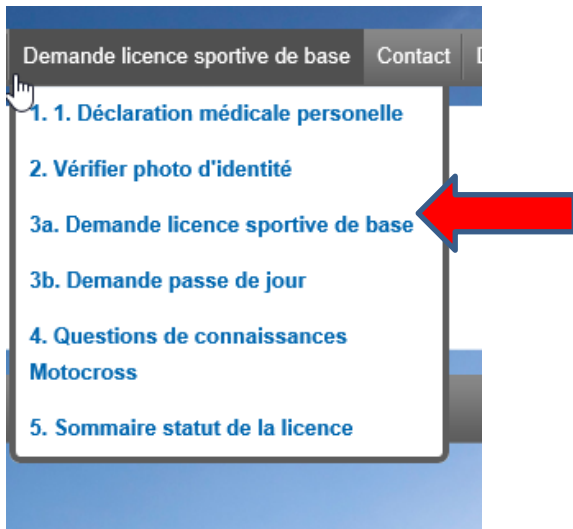 Demande licence sportive de base Contact
1. 1. Déclaration médicale personelle
2. Vérifier photo d'identité
3a. Demande licence sportive de base
3b. Demande passe de jour
4. Questions de connaissances
Motocross
5. Sommaire statut de la licence